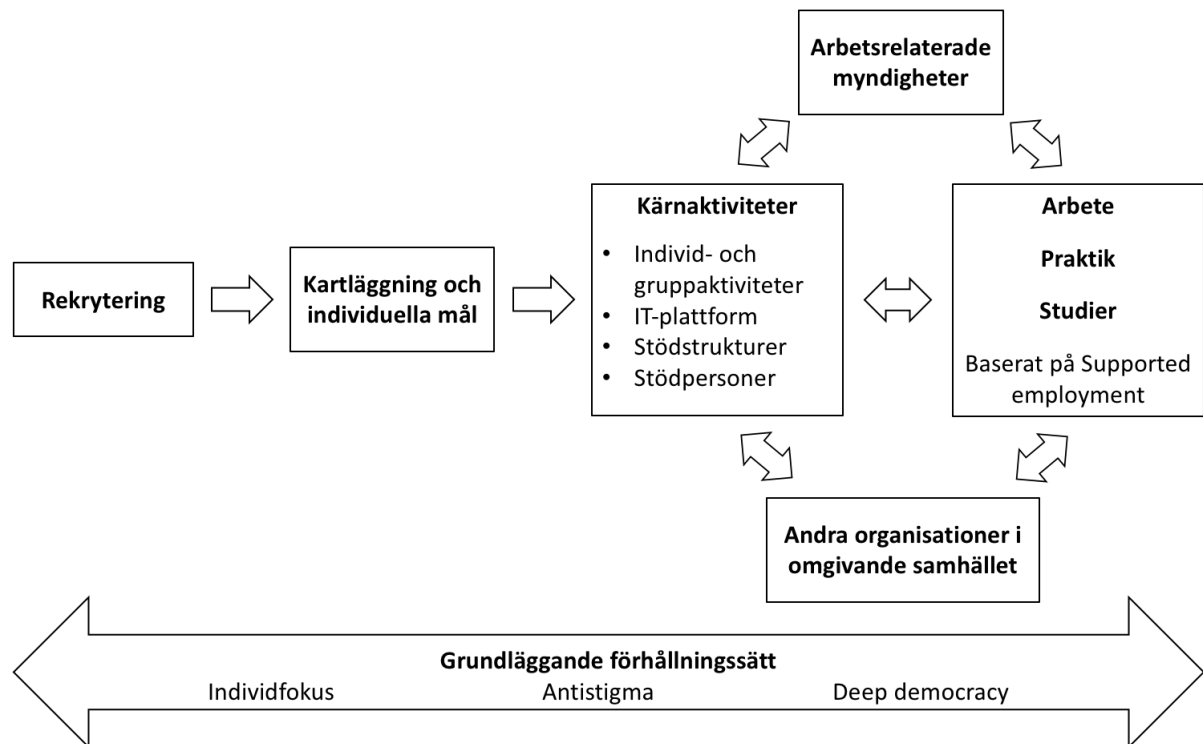 Arbetsrelaterade
myndigheter
Rekrytering
Kartläggning och
individuella mål
Kärnaktiviteter
• Individ- och
gruppaktiviteter
• IT-plattform
• Stödstrukturer
• Stödpersoner
Arbete
Praktik
Studier
Baserat på Supported
employment
Andra organisationer i
omgivande samhället
Grundläggande förhållningssätt
Individfokus Antistigma Deep democracy